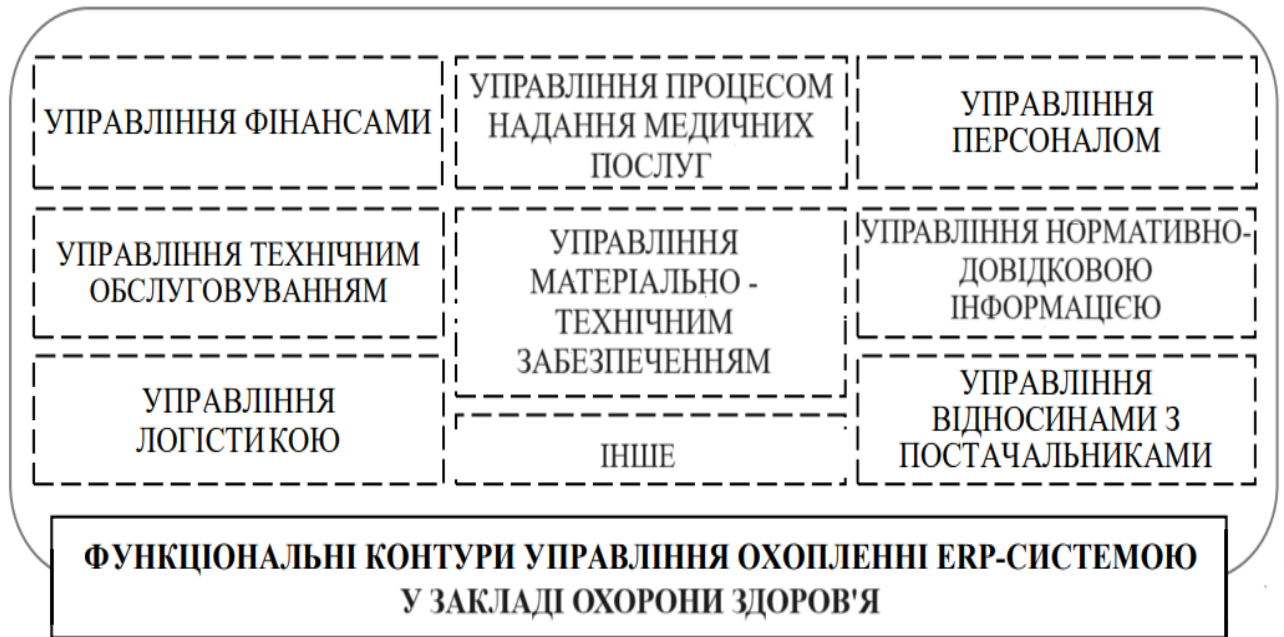 УПРАВЛІННЯ ФІНАНСАМИ
УПРАВЛІННЯ ПРОЦЕСОМ
НАДАННЯ МЕДИЧНИХ
ПОСЛУГ
УПРАВЛІННЯ
ПЕРСОНАЛОМ
УПРАВЛІННЯ ТЕХНІЧНИМ
ОБСЛУГОВУВАННЯМ
УПРАВЛІННЯ
МАТЕРІАЛЬНО -
ТЕХНІЧНИМ
ЗАБЕЗПЕЧЕННЯМ
УПРАВЛІННЯ НОРМАТИВНО-
ДОВІДКОВОЮ
ІНФОРМАЦІЄЮ
УПРАВЛІННЯ
ЛОГІСТИКОЮ
ІНШЕ
УПРАВЛІННЯ
ВІДНОСИНАМИ З
ПОСТАЧАЛЬНИКАМИ
ФУНКЦІОНАЛЬНІ КОНТУРИ УПРАВЛІННЯ ОХОПЛЕННІ ERP-СИСТЕМОЮ
У ЗАКЛАДІ ОХОРОНИ ЗДОРОВ'Я